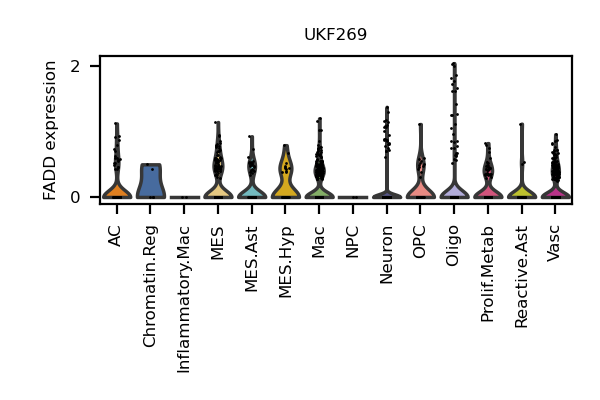 UKF269
FADD expression
2
0
AC
Chromatin.Reg
Inflammatory.Mac
MES
MES.Ast
MES.Hyp
Mac
NPC
Neuron
OPC
Oligo
Prolif.Metab
Reactive.Ast
Vasc